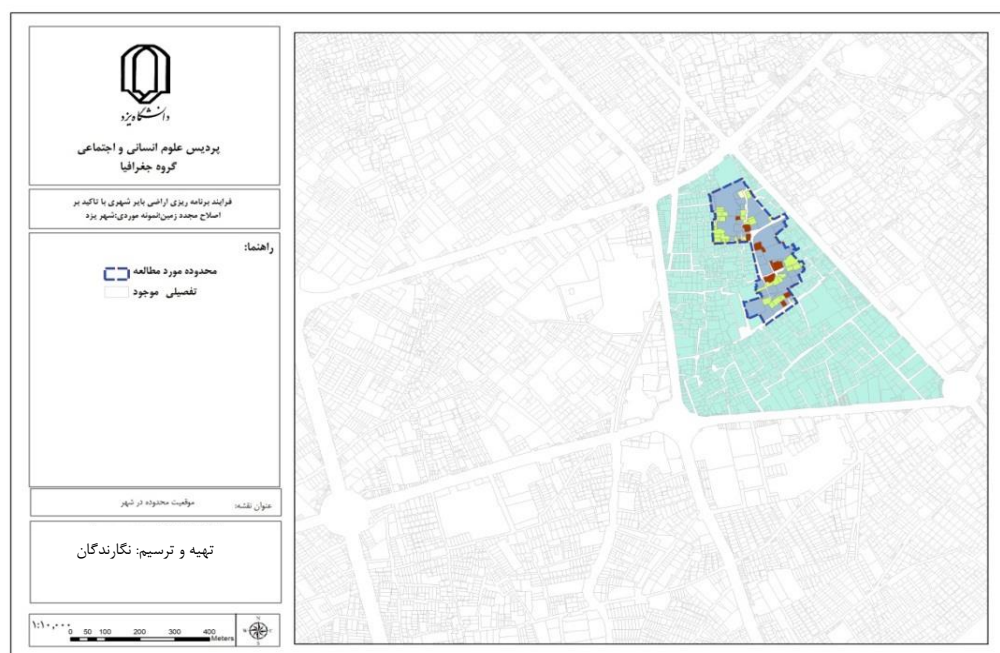 دانشگاه یزد
پردیس علوم انسانی و اجتماعی
گروه جغرافیا
فرایند برنامه ریزی اراضی بایر شهری با تاکید بر
اصلاح مجدد زمین؛نمونه موردی:شهر یزد
راهنما:
محدوده مورد مطالعه
تفصیلی موجود
عنوان نقشه: موقعیت محدوده در شهر
تهیه و ترسیم: نگارندگان
۱:۱۰,۰۰۰
0 50 100 200 300 400
Meters